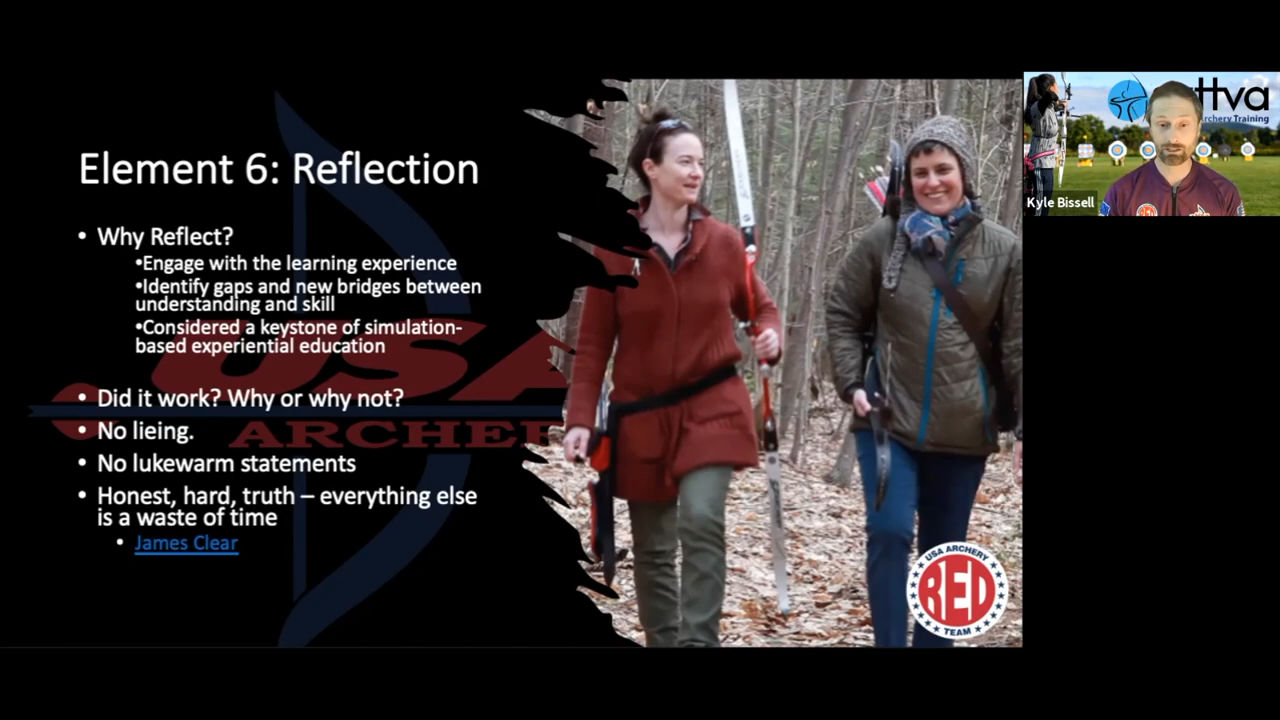 Element 6: Reflection
• Why Reflect?
•Engage with the learning experience
•Identify gaps and new bridges between
understanding and skill
•Considered a keystone of simulation-
based experiential education
• Did it work? Why or why not?
• No lieing.
• No lukewarm statements
• Honest, hard, truth – everything else
is a waste of time
• James Clear
USA
ARCHER
USA ARCHERY
RED
TEAM
ttva
Archery Training
Kyle Bissell
RED